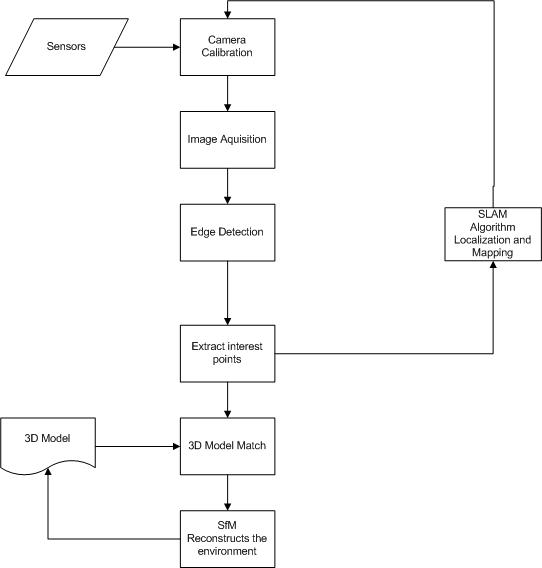 Sensors
Camera
Calibration
Image Aquisition
Edge Detection
SLAM
Algorithm
Localization and
Mapping
Extract interest
points
3D Model
3D Model Match
SfM
Reconstructs the
environment